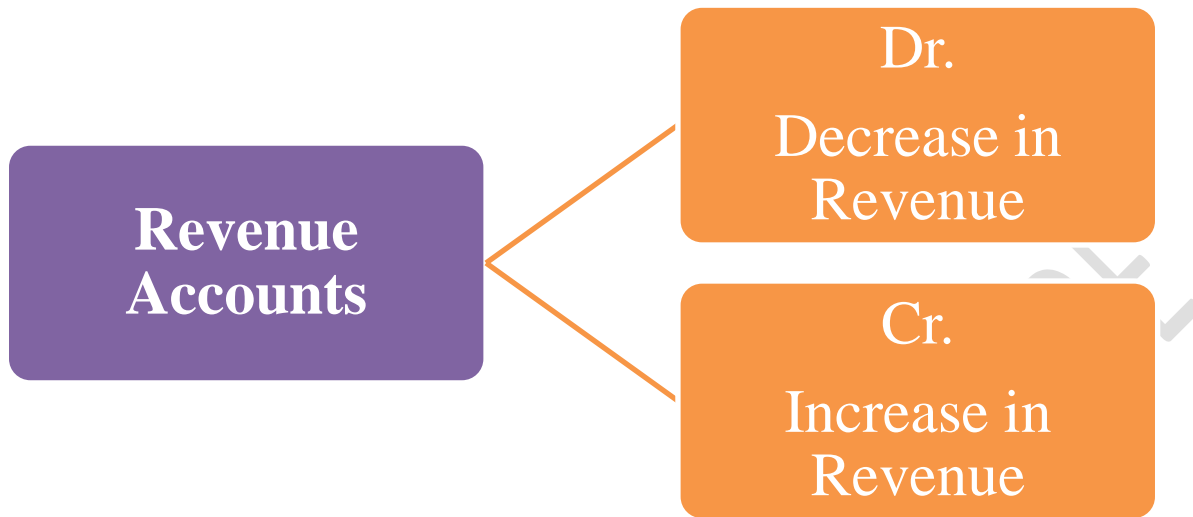 Revenue
Accounts
Dr.
Decrease in
Revenue
Cr.
Increase in
Revenue